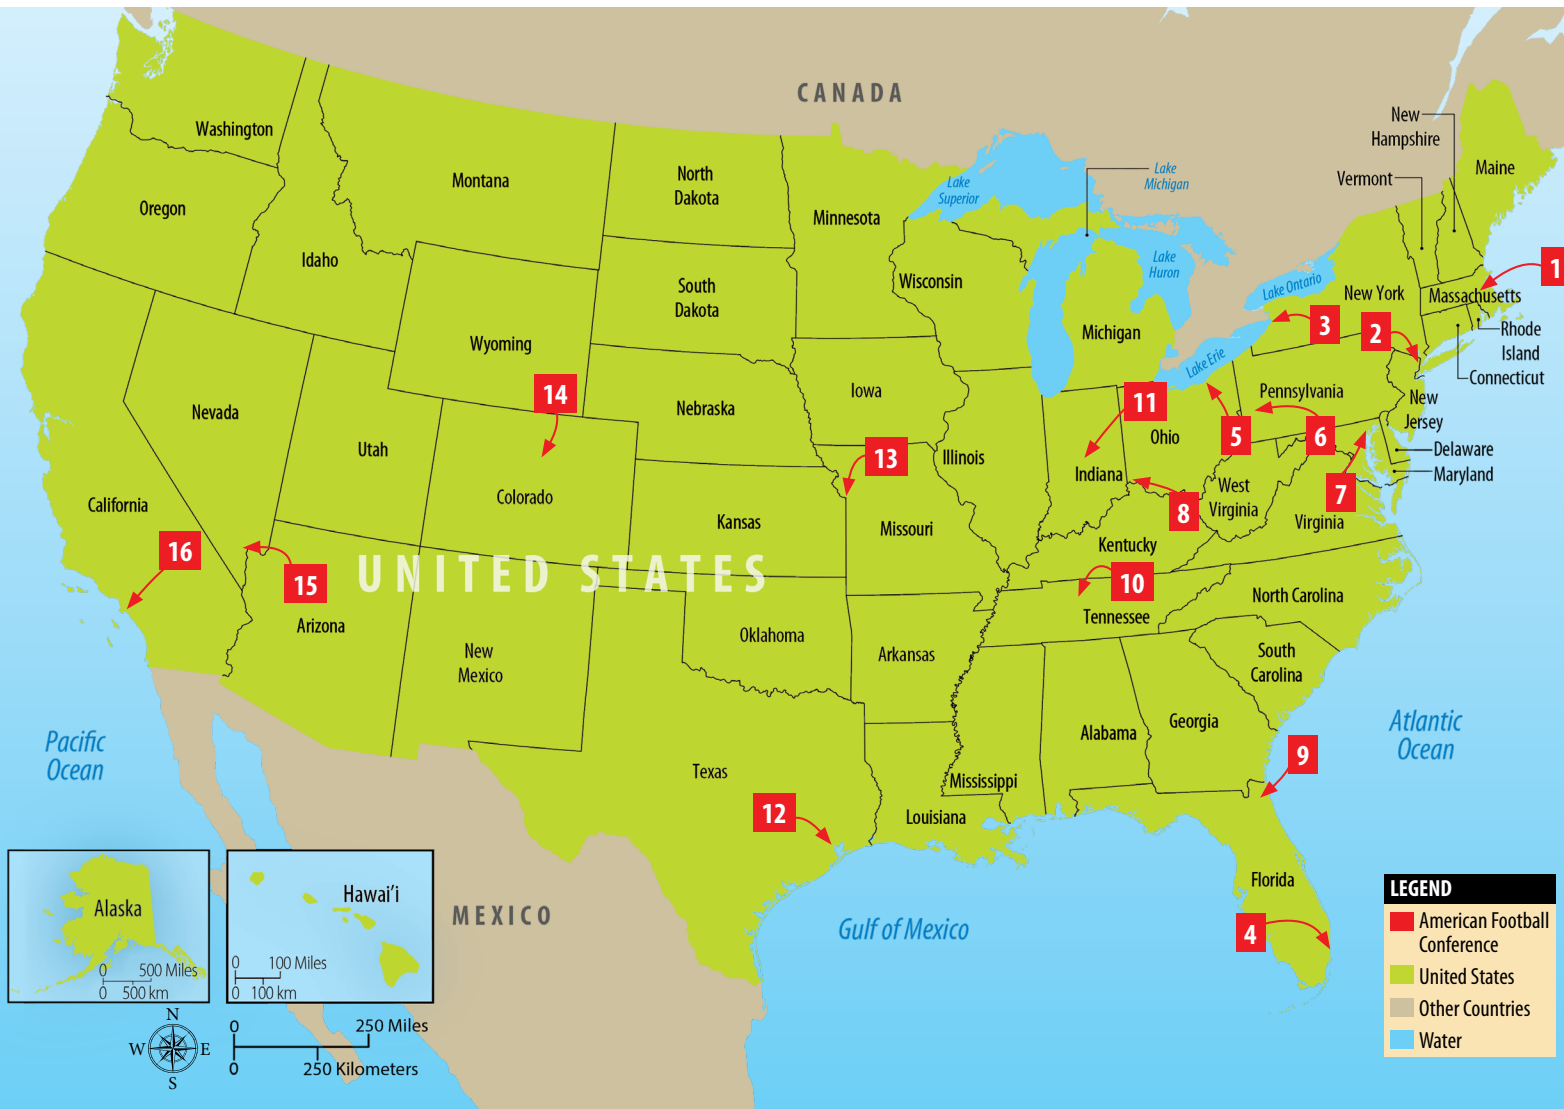 CANADA
Washington
Montana
North
Dakota
Minnesota
Lake
Superior
Lake
Michigan
New
Hampshire
Vermont
Maine
Oregon
Idaho
South
Dakota
Wisconsin
Lake
Huron
Lake Ontario
New York
Massachusetts
1
Wyoming
Michigan
3
2
Rhode
Island
Connecticut
Lake Erie
14
Nevada
Nebraska
Iowa
11
Pennsylvania
New
Jersey
Utah
Ohio
5
6
Delaware
Maryland
13
Illinois
Indiana
California
Colorado
Kansas
Missouri
8
West
Virginia
7
Virginia
16
15
UNITED STATES
Kentucky
10
Arizona
New
Mexico
Oklahoma
Arkansas
Tennessee
North Carolina
South
Carolina
Pacific
Ocean
Texas
Mississippi
Alabama
Georgia
Atlantic
Ocean
9
12
Louisiana
Florida
4
Gulf of Mexico
MEXICO
Alaska
0 500 Miles
0 500 km
Hawai‘i
0 100 Miles
0 100 km
N
W E
S
0 250 Miles
0 250 Kilometers
LEGEND
American Football
Conference
United States
Other Countries
Water